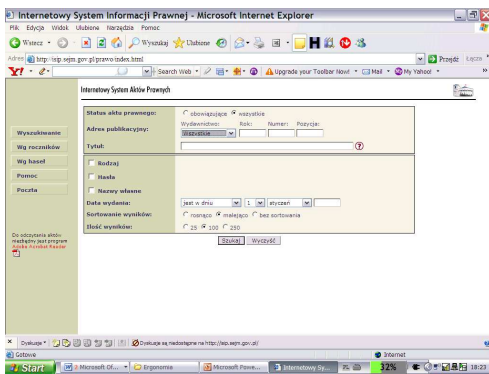 Internetowy System Informacji Prawnej - Microsoft Internet Explorer
Plik Edycja Widok Ulubione Narzędzia Pomoc
Wstecz Wyszukaj Ulubione
Adres http://isip.sejm.gov.pl/prawo/index.html Przejdź Łącza
Y! Search Web Upgrade your Toolbar Now! Mail My Yahoo!
Internetowy System Aktów Prawnych
Status aktu prawnego: obowiązujące wszystkie
Wydawnictwo: Rok: Numer: Pozycja:
Adres publikacyjny: Wszystkie
Tytuł:
Wyszukiwanie
Wg roczników
Wg haseł
Pomoc
Poczta
Rodzaj
Hasła
Nazwy własne
Data wydania: jest w dniu 1 styczeń
Sortowanie wyników: rosnąco malejąco bez sortowania
Ilość wyników: 25 100 250
Szukaj Wyczyść
Do odczytania aktów
niezbędny jest program
Adobe Acrobat Reader
Dyskusje Dyskusje są niedostępne na http://isip.sejm.gov.pl/
Gotowe Internet
Start Microsoft Of... Ergonomia Microsoft Powe... Internetowy Sy... 32% 18:23